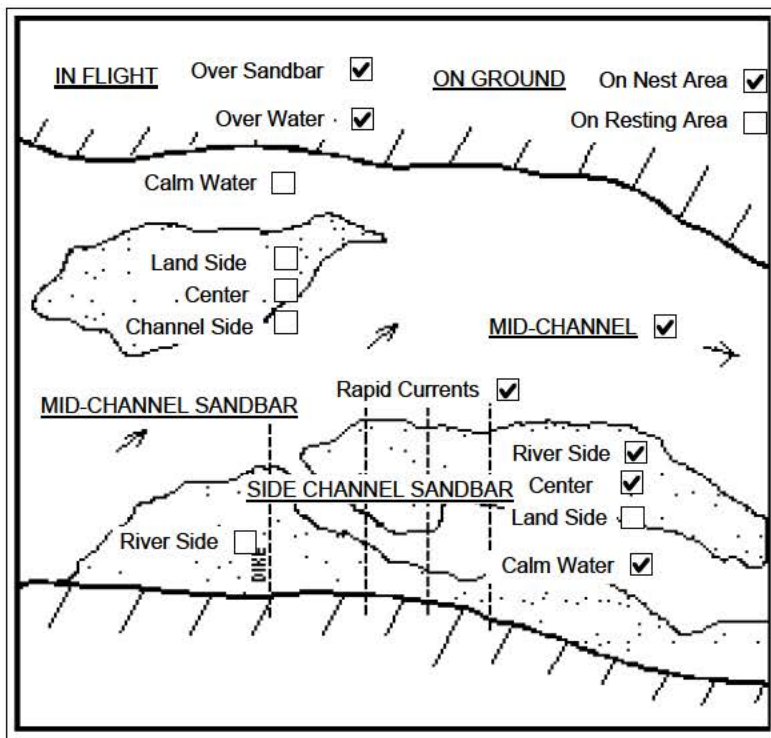 IN FLIGHT Over Sandbar ON GROUND On Nest Area
Over Water On Resting Area
Calm Water
Land Side
Center
Channel Side MID-CHANNEL
Rapid Currents
MID-CHANNEL SANDBAR
River Side
SIDE CHANNEL SANDBAR Center
Land Side
River Side
DIKE
Calm Water